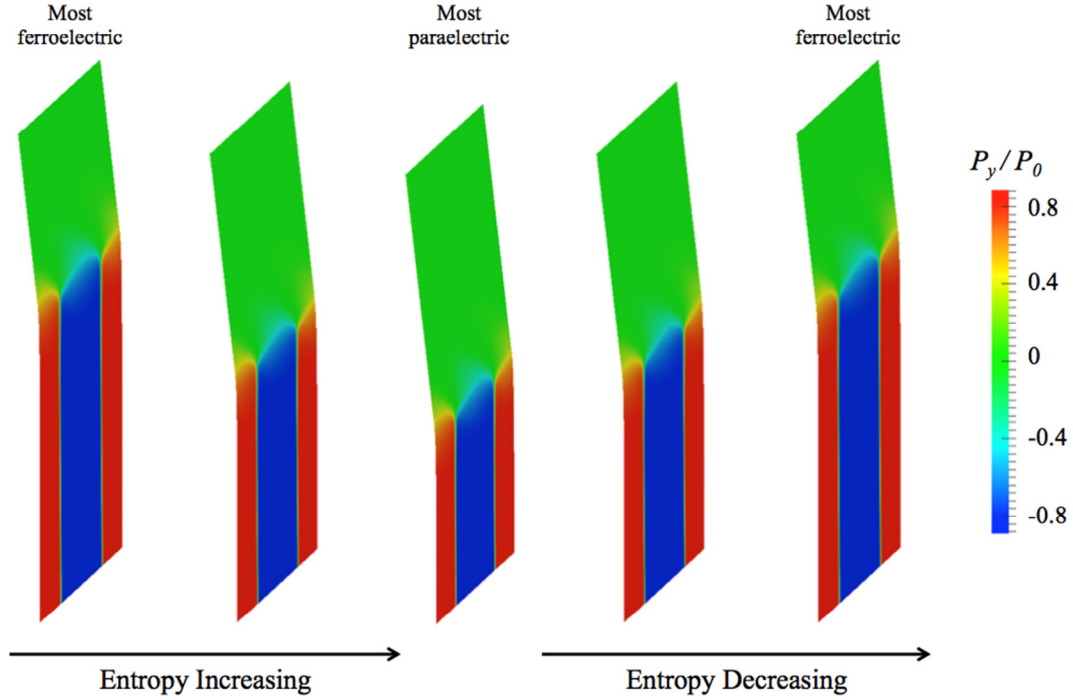 Most
ferroelectric
Most
paraelectric
Most
ferroelectric
P_y / P_0
0.8
0.4
0
-0.4
-0.8
Entropy Increasing
Entropy Decreasing